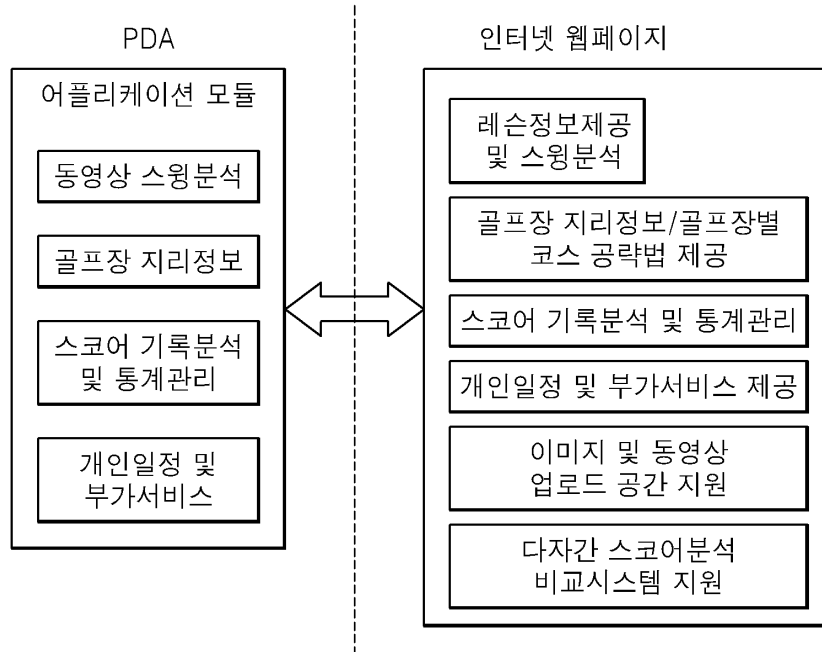 PDA
어플리케이션 모듈
동영상 스윙분석
골프장 지리정보
스코어 기록분석
및 통계관리
개인일정 및
부가서비스
인터넷 웹페이지
레슨정보제공
및 스윙분석
골프장 지리정보/골프장별
코스 공략법 제공
스코어 기록분석 및 통계관리
개인일정 및 부가서비스 제공
이미지 및 동영상
업로드 공간 지원
다자간 스코어분석
비교시스템 지원